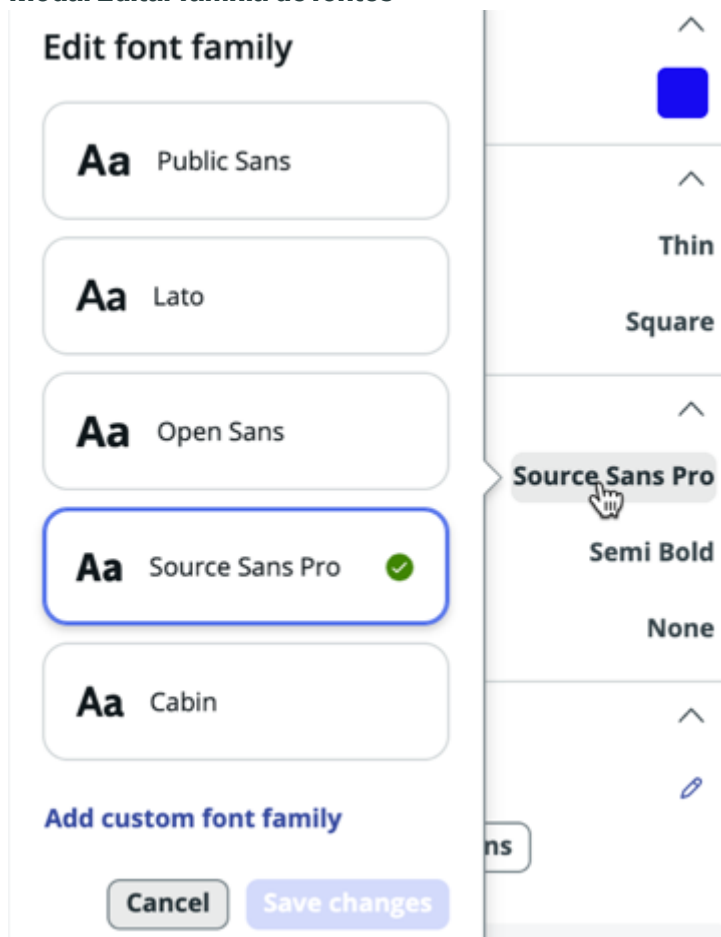 Edit font family
Aa Public Sans
Aa Lato
Aa Open Sans
Aa Source Sans Pro
Aa Cabin
Add custom font family
Cancel Save changes
Thin
Square
Source Sans Pro
Semi Bold
None
ns